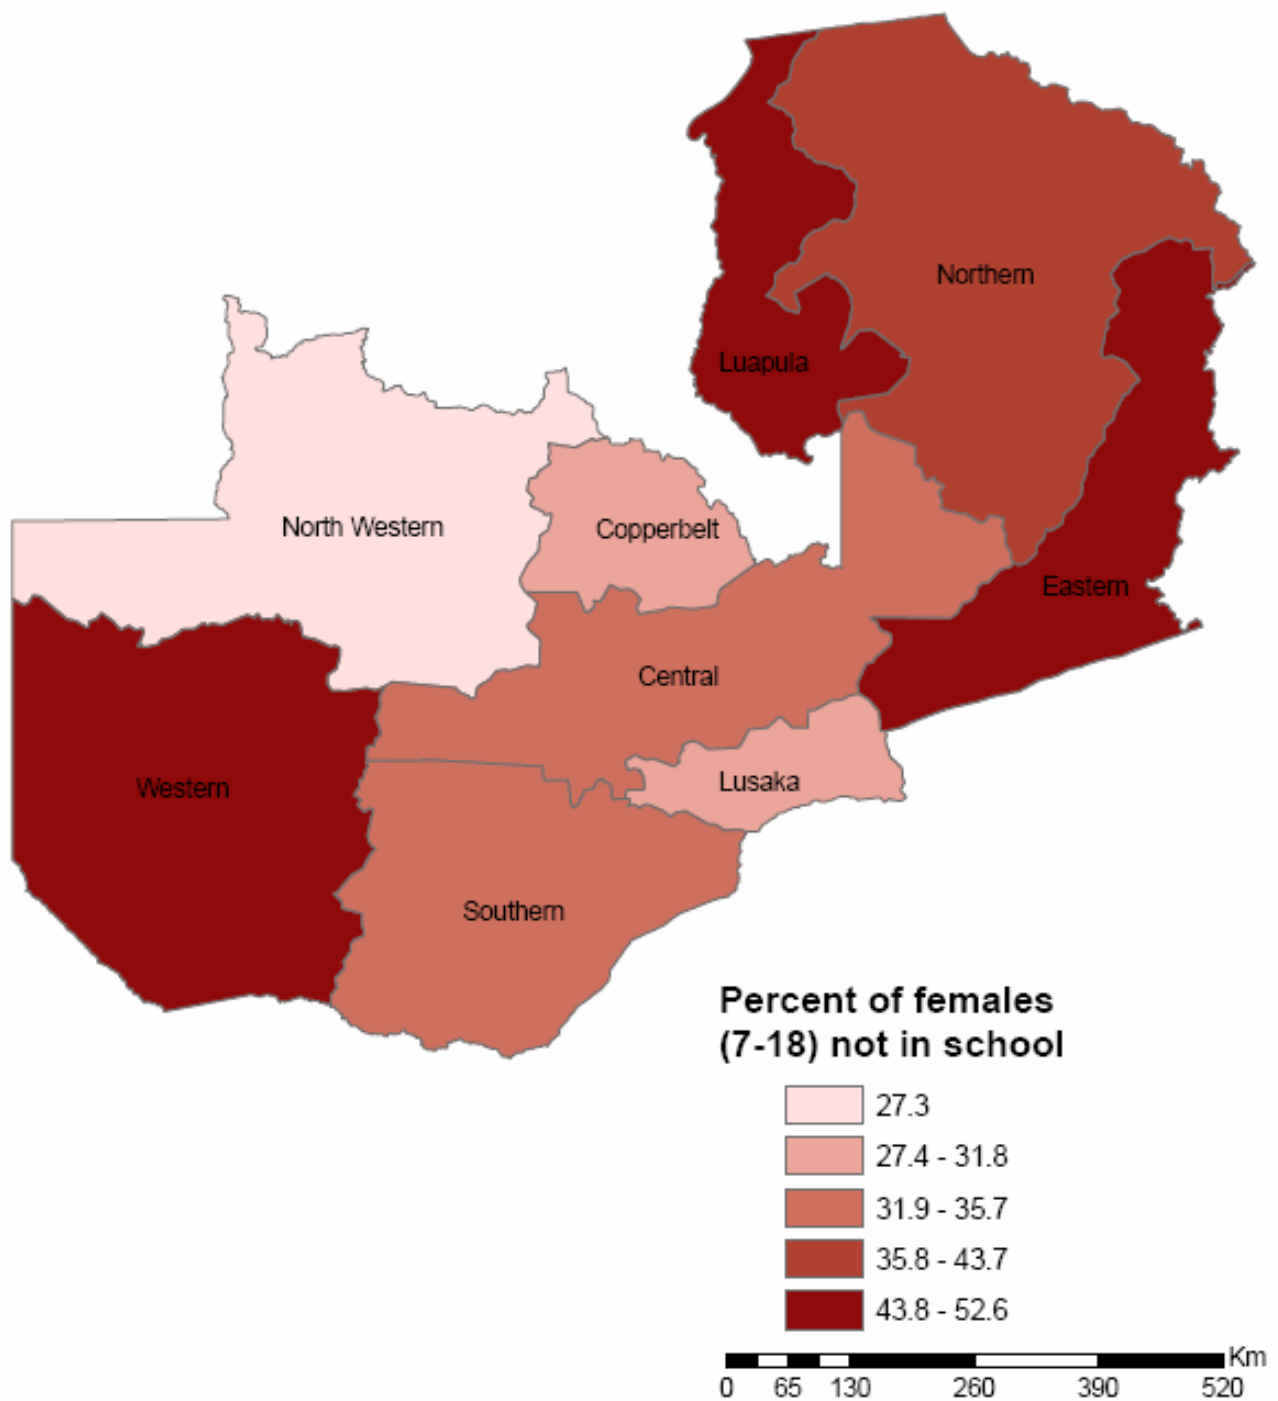 Northern
Luapula
North Western
Copperbelt
Eastern
Central
Lusaka
Western
Southern
Percent of females
(7-18) not in school
27.3
27.4 - 31.8
31.9 - 35.7
35.8 - 43.7
43.8 - 52.6
Km
0 65 130 260 390 520